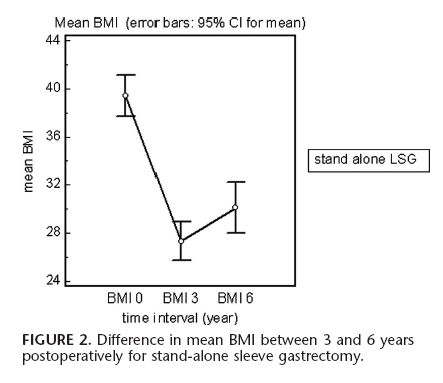 Mean BMI (error bars: 95% CI for mean)
44
40
36
32
28
24
mean BMI
stand alone LSG
BMI 0 BMI 3 BMI 6
time interval (year)
FIGURE 2. Difference in mean BMI between 3 and 6 years
postoperatively for stand-alone sleeve gastrectomy.